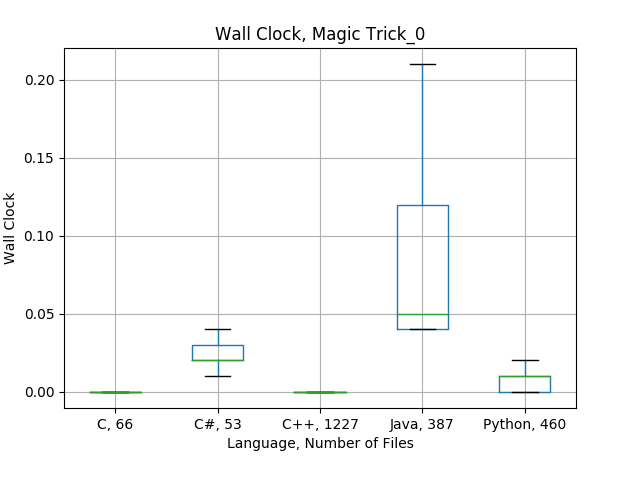 Wall Clock, Magic Trick_0
Wall Clock
0.20
0.15
0.10
0.05
0.00
C, 66 C#, 53 C++, 1227 Java, 387 Python, 460
Language, Number of Files